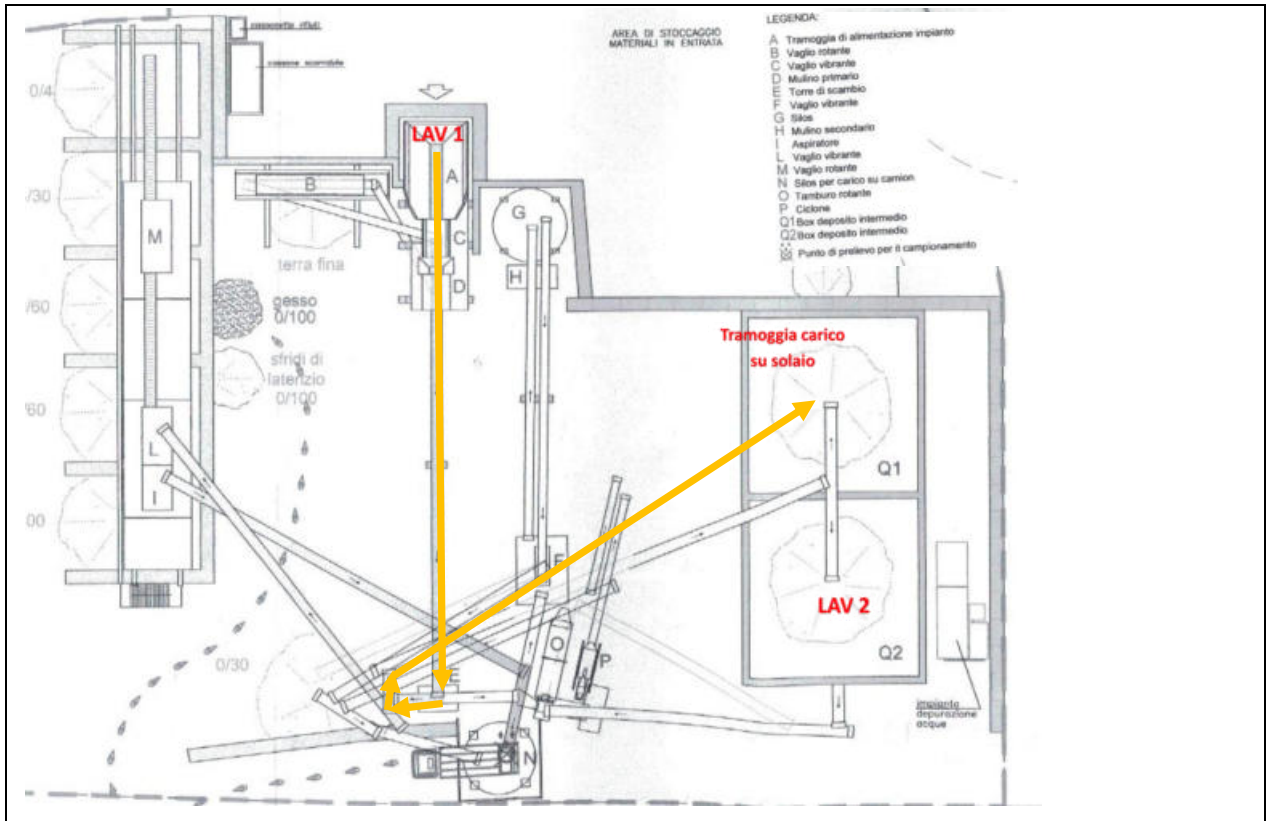 AREA DI STOCCAGGIO
MATERIALI IN ENTRATA
LEGENDA:
A Tramoggia di alimentazione impianto
B Vaglio rotante
C Vaglio vibrante
D Mulino primario
E Torre di scambio
F Vaglio vibrante
G Silos
H Mulino secondario
I Aspiratore
L Vaglio vibrante
M Vaglio rotante
N Silos per carico su camion
O Tamburo rotante
P Ciclone
Q1 Box deposito intermedio
Q2 Box deposito intermedio
Punto di prelievo per il campionamento
cassone scarrabile
0/4
LAV 1
A
B
G
/30
M
C
terra fina
H
D
gesso
0/100
/60
Tramoggia carico
su solaio
sfridi di
laterizio
0/100
/60
L
Q1
I
00
F
LAV 2
O
P
Q2
0/30
E
impianto
depurazione
acque
N